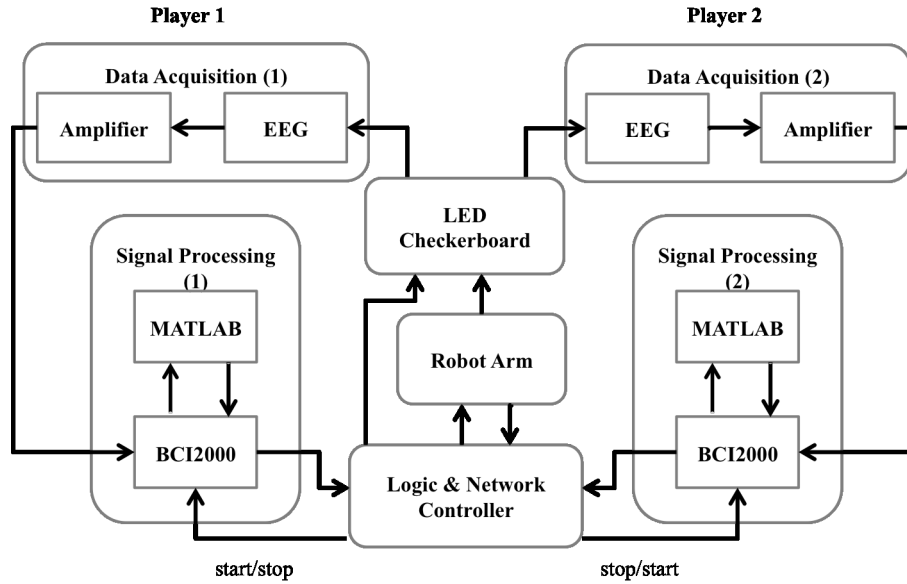 Player 1
Player 2
Data Acquisition (1)
Amplifier
EEG
Data Acquisition (2)
EEG
Amplifier
LED
Checkerboard
Signal Processing
(1)
MATLAB
BCI2000
Robot Arm
Signal Processing
(2)
MATLAB
BCI2000
Logic & Network
Controller
start/stop
stop/start